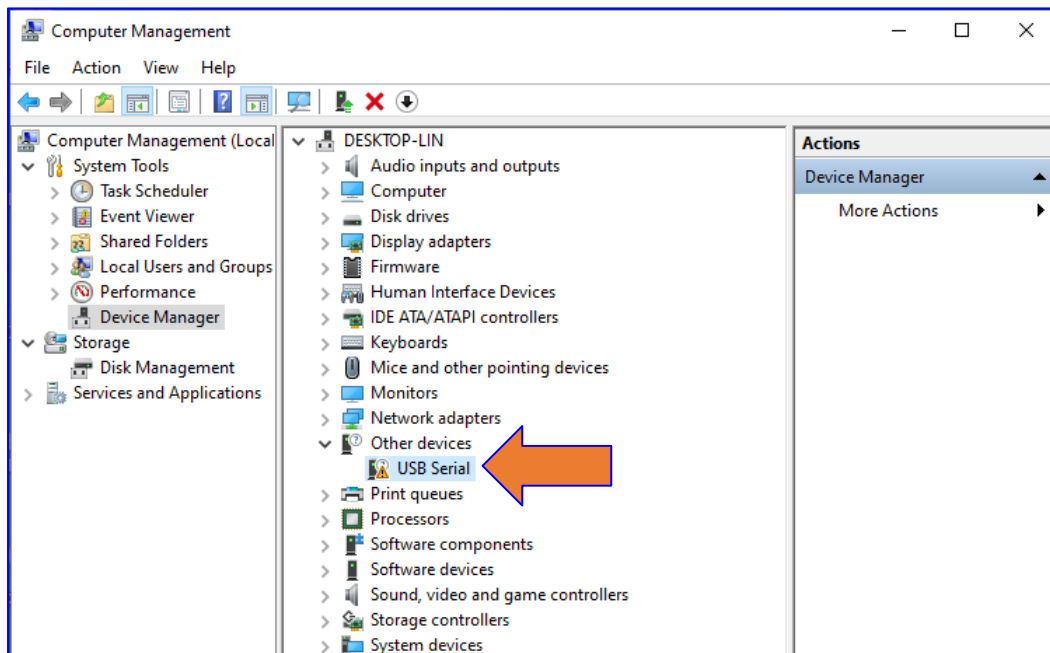 Computer Management
File Action View Help
Computer Management (Local
System Tools
Task Scheduler
Event Viewer
Shared Folders
Local Users and Groups
Performance
Device Manager
Storage
Disk Management
Services and Applications
DESKTOP-LIN
Audio inputs and outputs
Computer
Disk drives
Display adapters
Firmware
Human Interface Devices
IDE ATA/ATAPI controllers
Keyboards
Mice and other pointing devices
Monitors
Network adapters
Other devices
USB Serial
Print queues
Processors
Software components
Software devices
Sound, video and game controllers
Storage controllers
System devices
Actions
Device Manager
More Actions